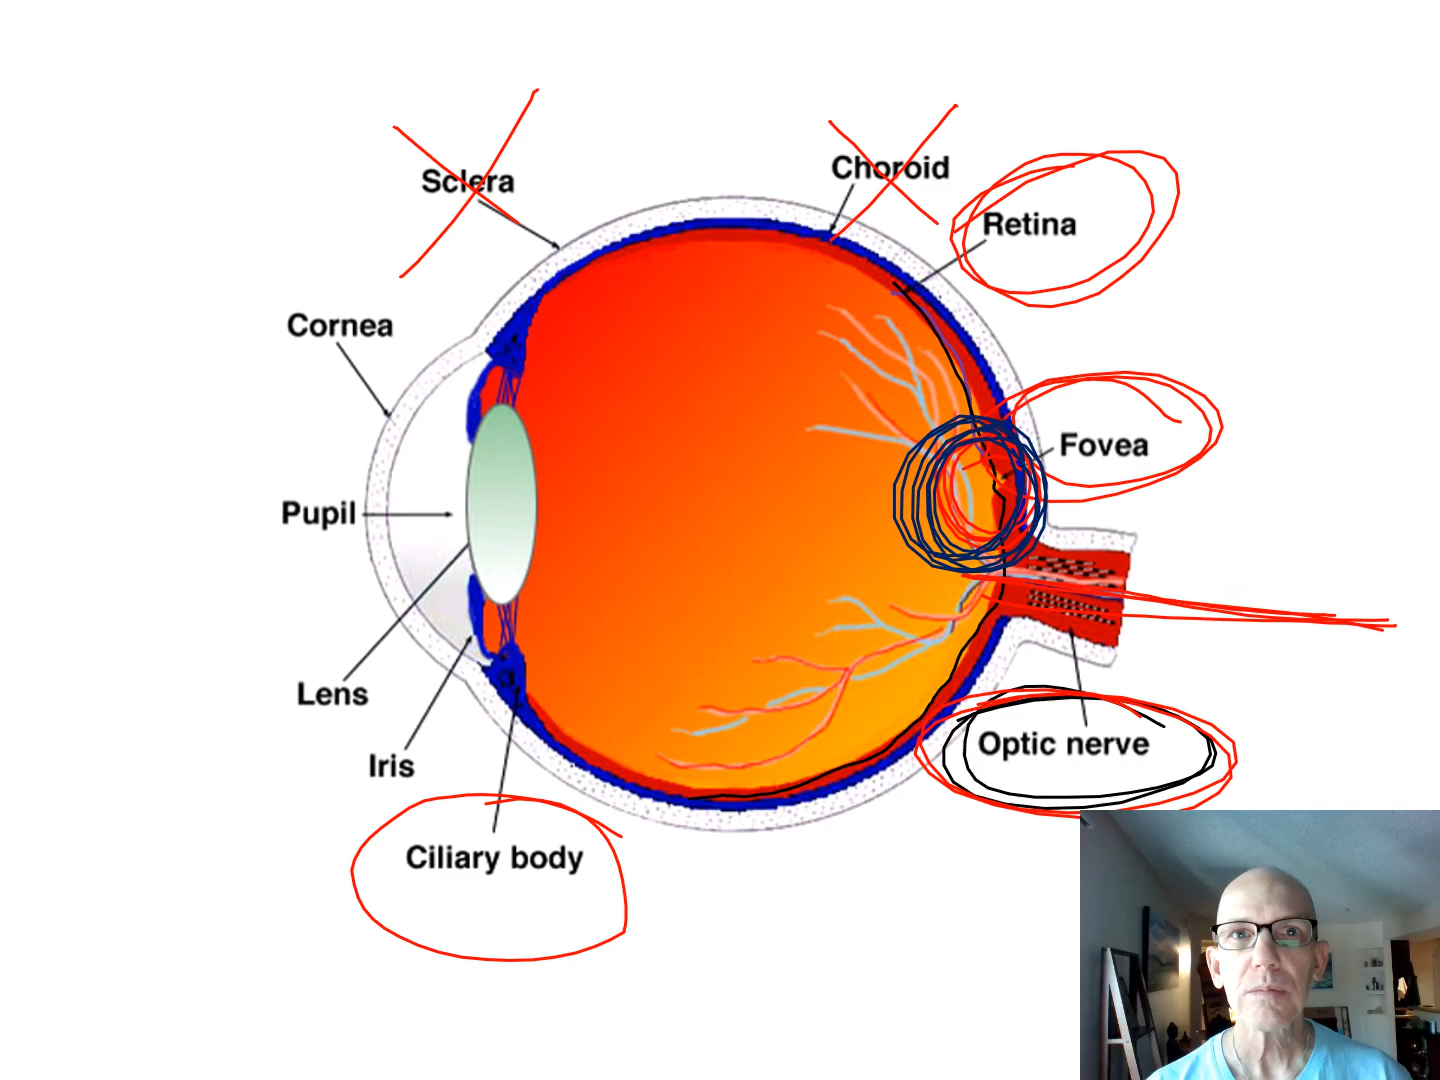 Sclera
Choroid
Retina
Cornea
Fovea
Pupil
Lens
Iris
Optic nerve
Ciliary body